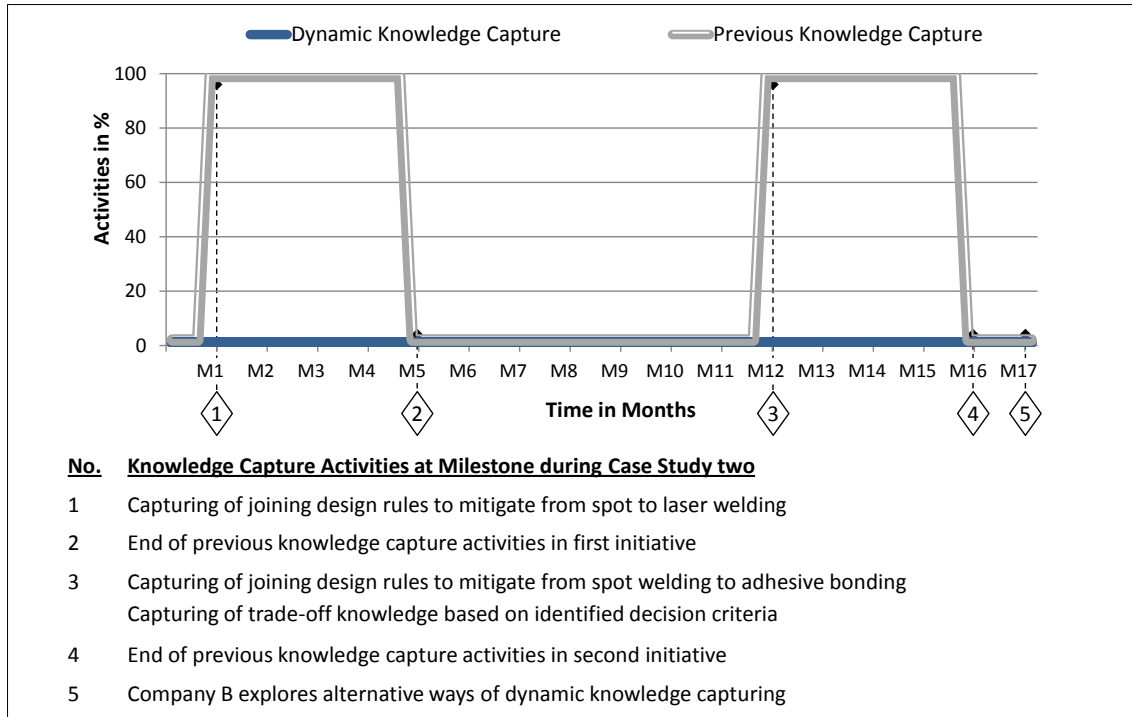 Dynamic Knowledge Capture Previous Knowledge Capture
Activities in %
100
80
60
40
20
0
M1 M2 M3 M4 M5 M6 M7 M8 M9 M10 M11 M12 M13 M14 M15 M16 M17
Time in Months
1 2 3 4 5
No. Knowledge Capture Activities at Milestone during Case Study two
1 Capturing of joining design rules to mitigate from spot to laser welding
2 End of previous knowledge capture activities in first initiative
3 Capturing of joining design rules to mitigate from spot welding to adhesive bonding
Capturing of trade-off knowledge based on identified decision criteria
4 End of previous knowledge capture activities in second initiative
5 Company B explores alternative ways of dynamic knowledge capturing